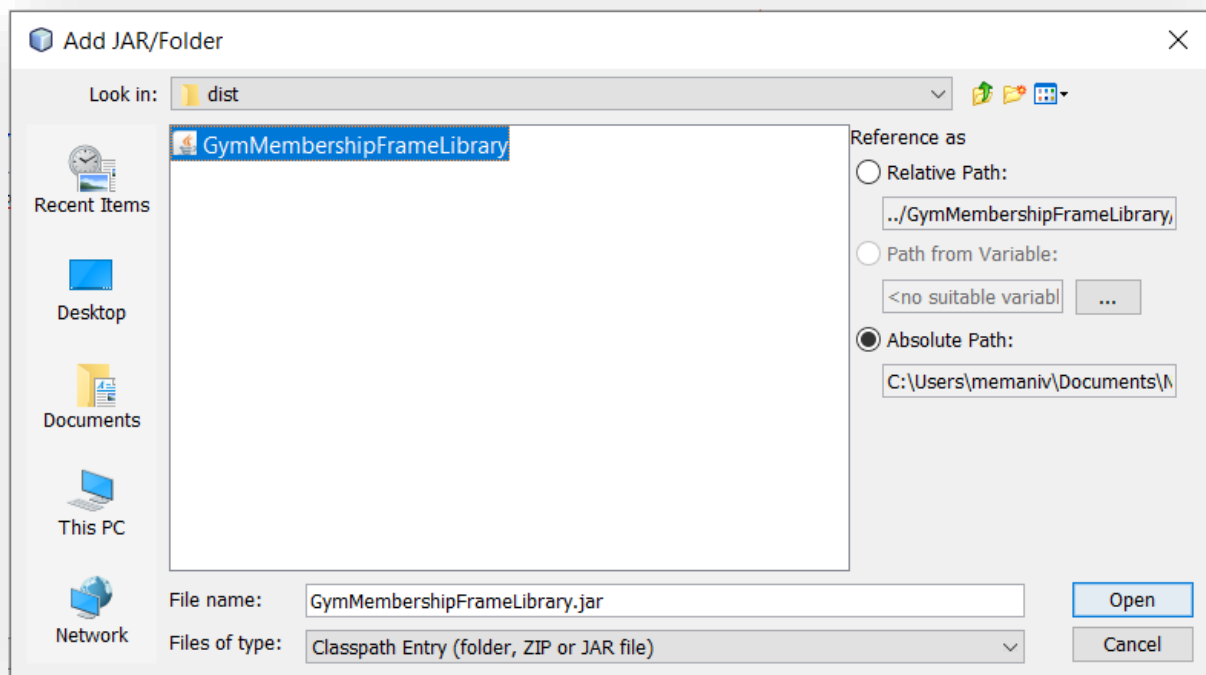 Add JAR/Folder
Look in:
dist
Recent Items
Desktop
Documents
This PC
Network
GymMembershipFrameLibrary
Reference as
Relative Path:
../GymMembershipFrameLibrary/
Path from Variable:
<no suitable variabl
...
Absolute Path:
C:\Users\memaniv\Documents\N
File name:
GymMembershipFrameLibrary.jar
Open
Files of type:
Classpath Entry (folder, ZIP or JAR file)
Cancel